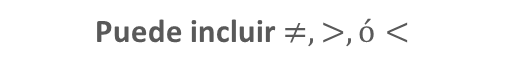 Puede incluir ≠, >, ó <